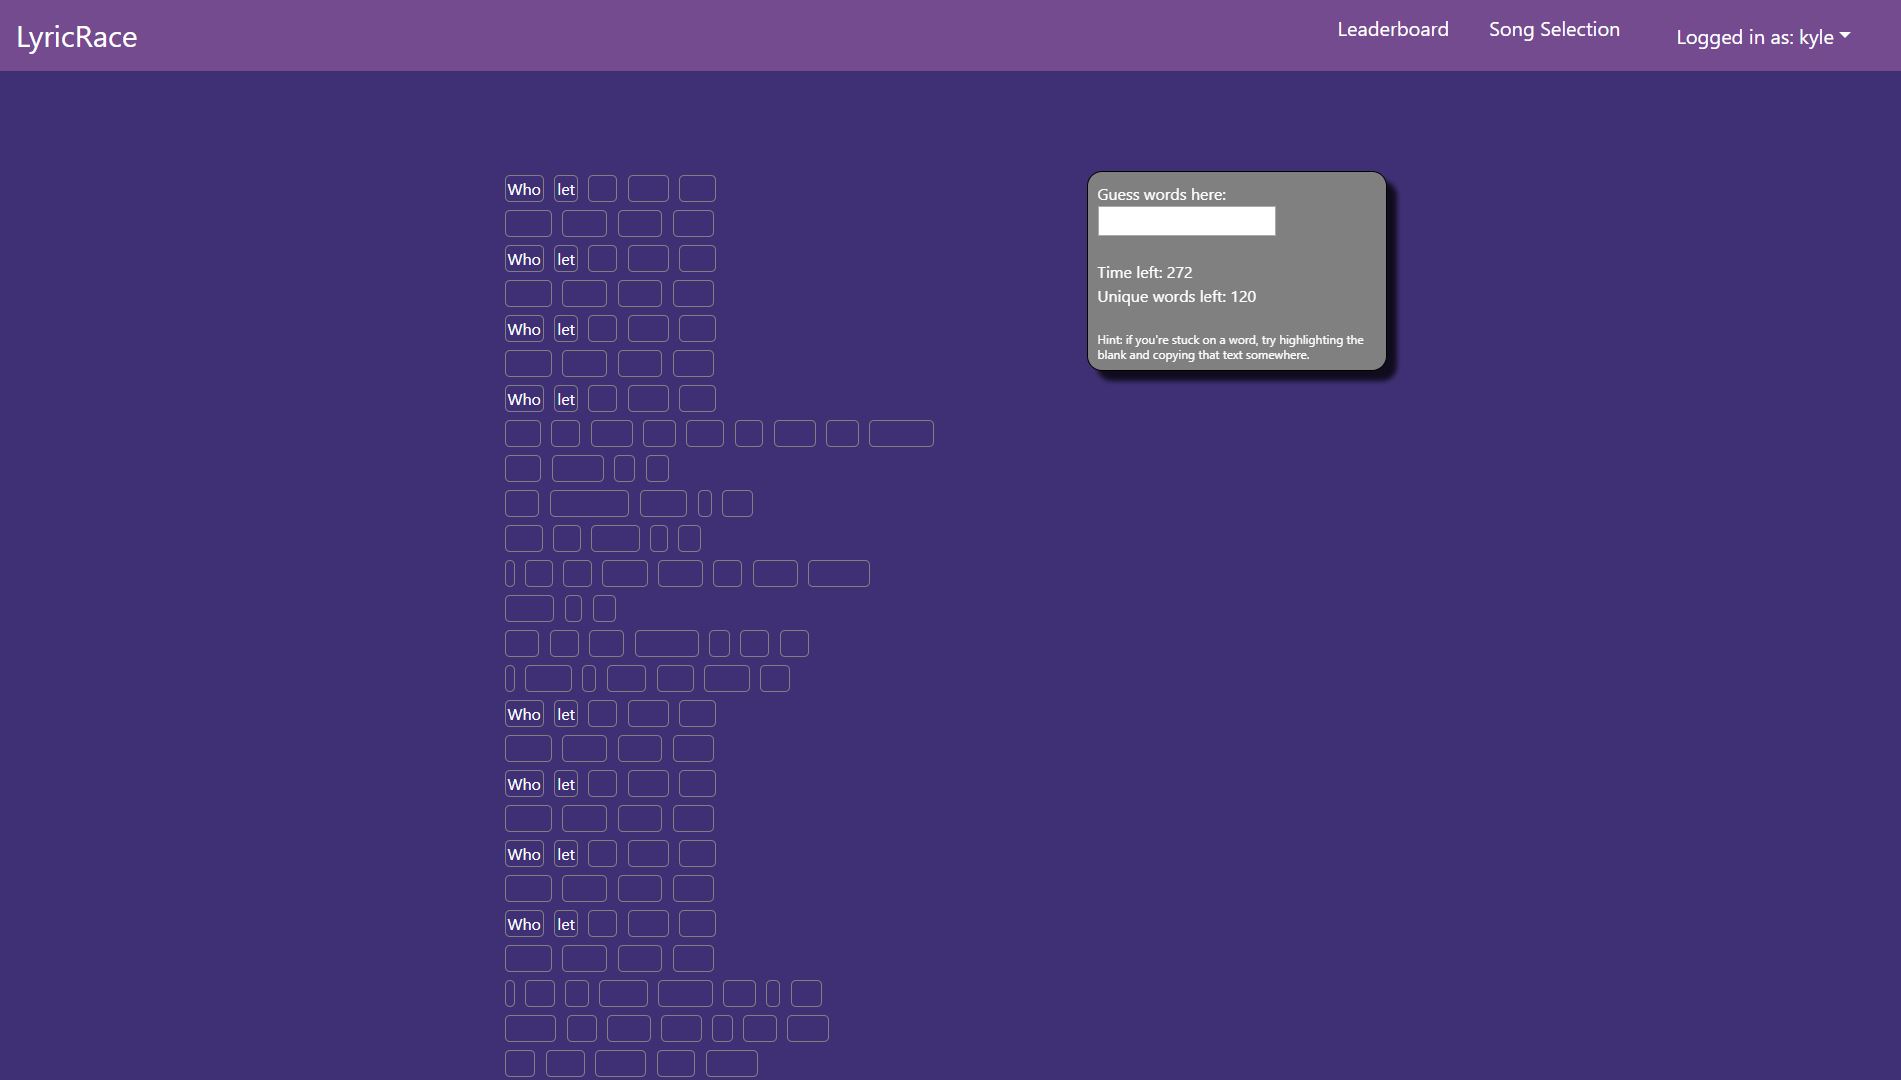 LyricRace
Leaderboard
Song Selection
Logged in as: kyle
Who let
Who let
Who let
Who let
Who let
Who let
Who let
Who let
Guess words here:
Time left: 272
Unique words left: 120
Hint: if you're stuck on a word, try highlighting the
blank and copying that text somewhere.